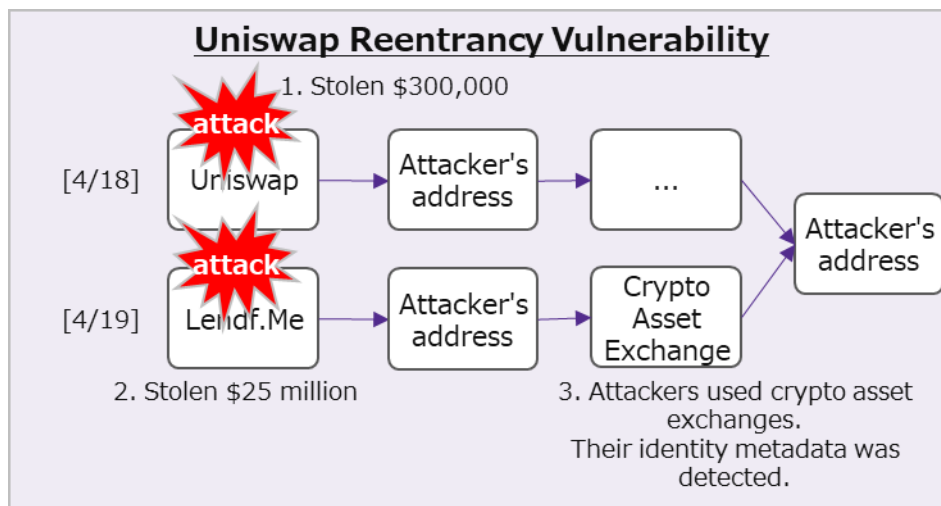 Uniswap Reentrancy Vulnerability
1. Stolen $300,000
attack
[4/18]
Uniswap
Attacker's
address
...
Attacker's
address
attack
[4/19]
Lendf.Me
Attacker's
address
Crypto
Asset
Exchange
2. Stolen $25 million
3. Attackers used crypto asset
exchanges.
Their identity metadata was
detected.